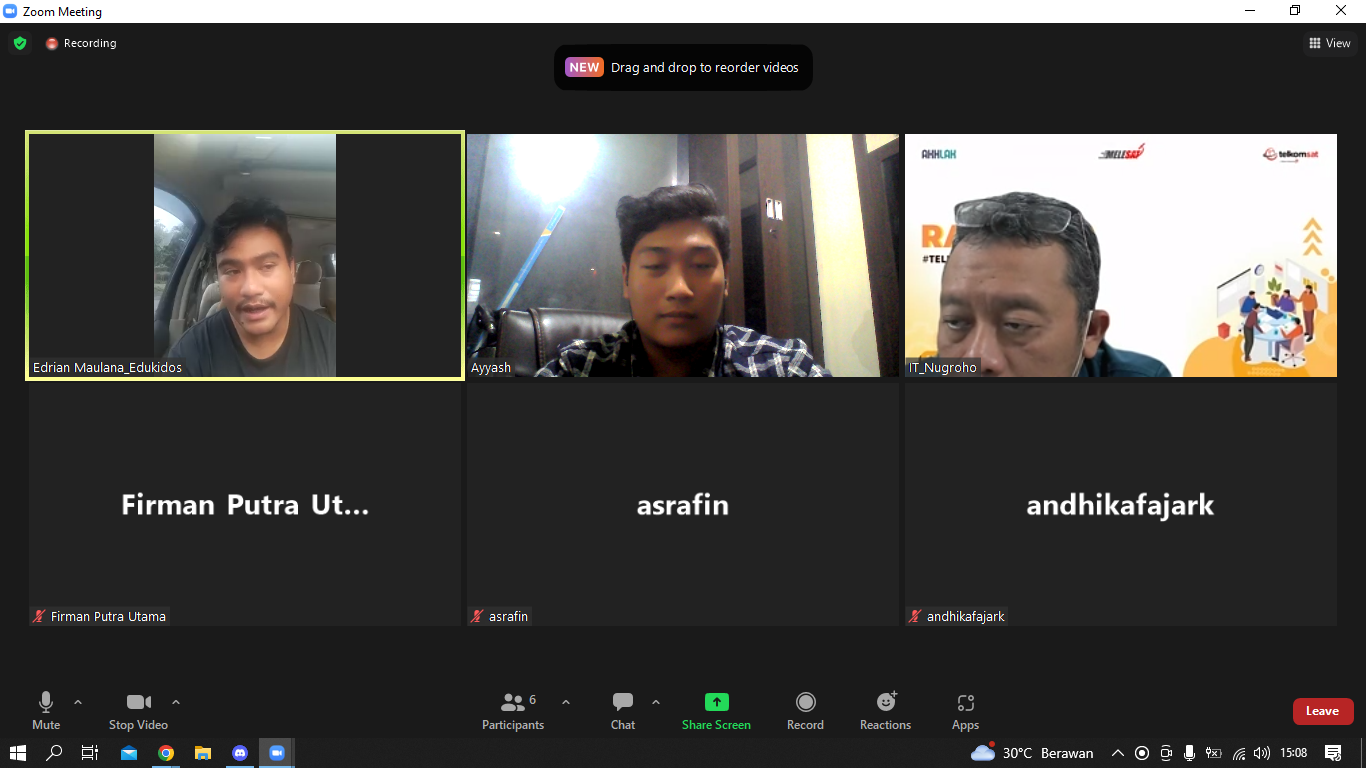 Zoom Meeting
Recording
View
NEW Drag and drop to reorder videos
Edrian Maulana_Edukidos
Ayyash
AKHLAK
telkomsat
RA
#TEL
IT_Nugroho
Firman Putra Ut...
asrafin
andhikafajark
Firman Putra Utama
asrafin
andhikafajark
Mute
Stop Video
Participants
6
Chat
Share Screen
Record
Reactions
Apps
Leave
30°C Berawan
15:08